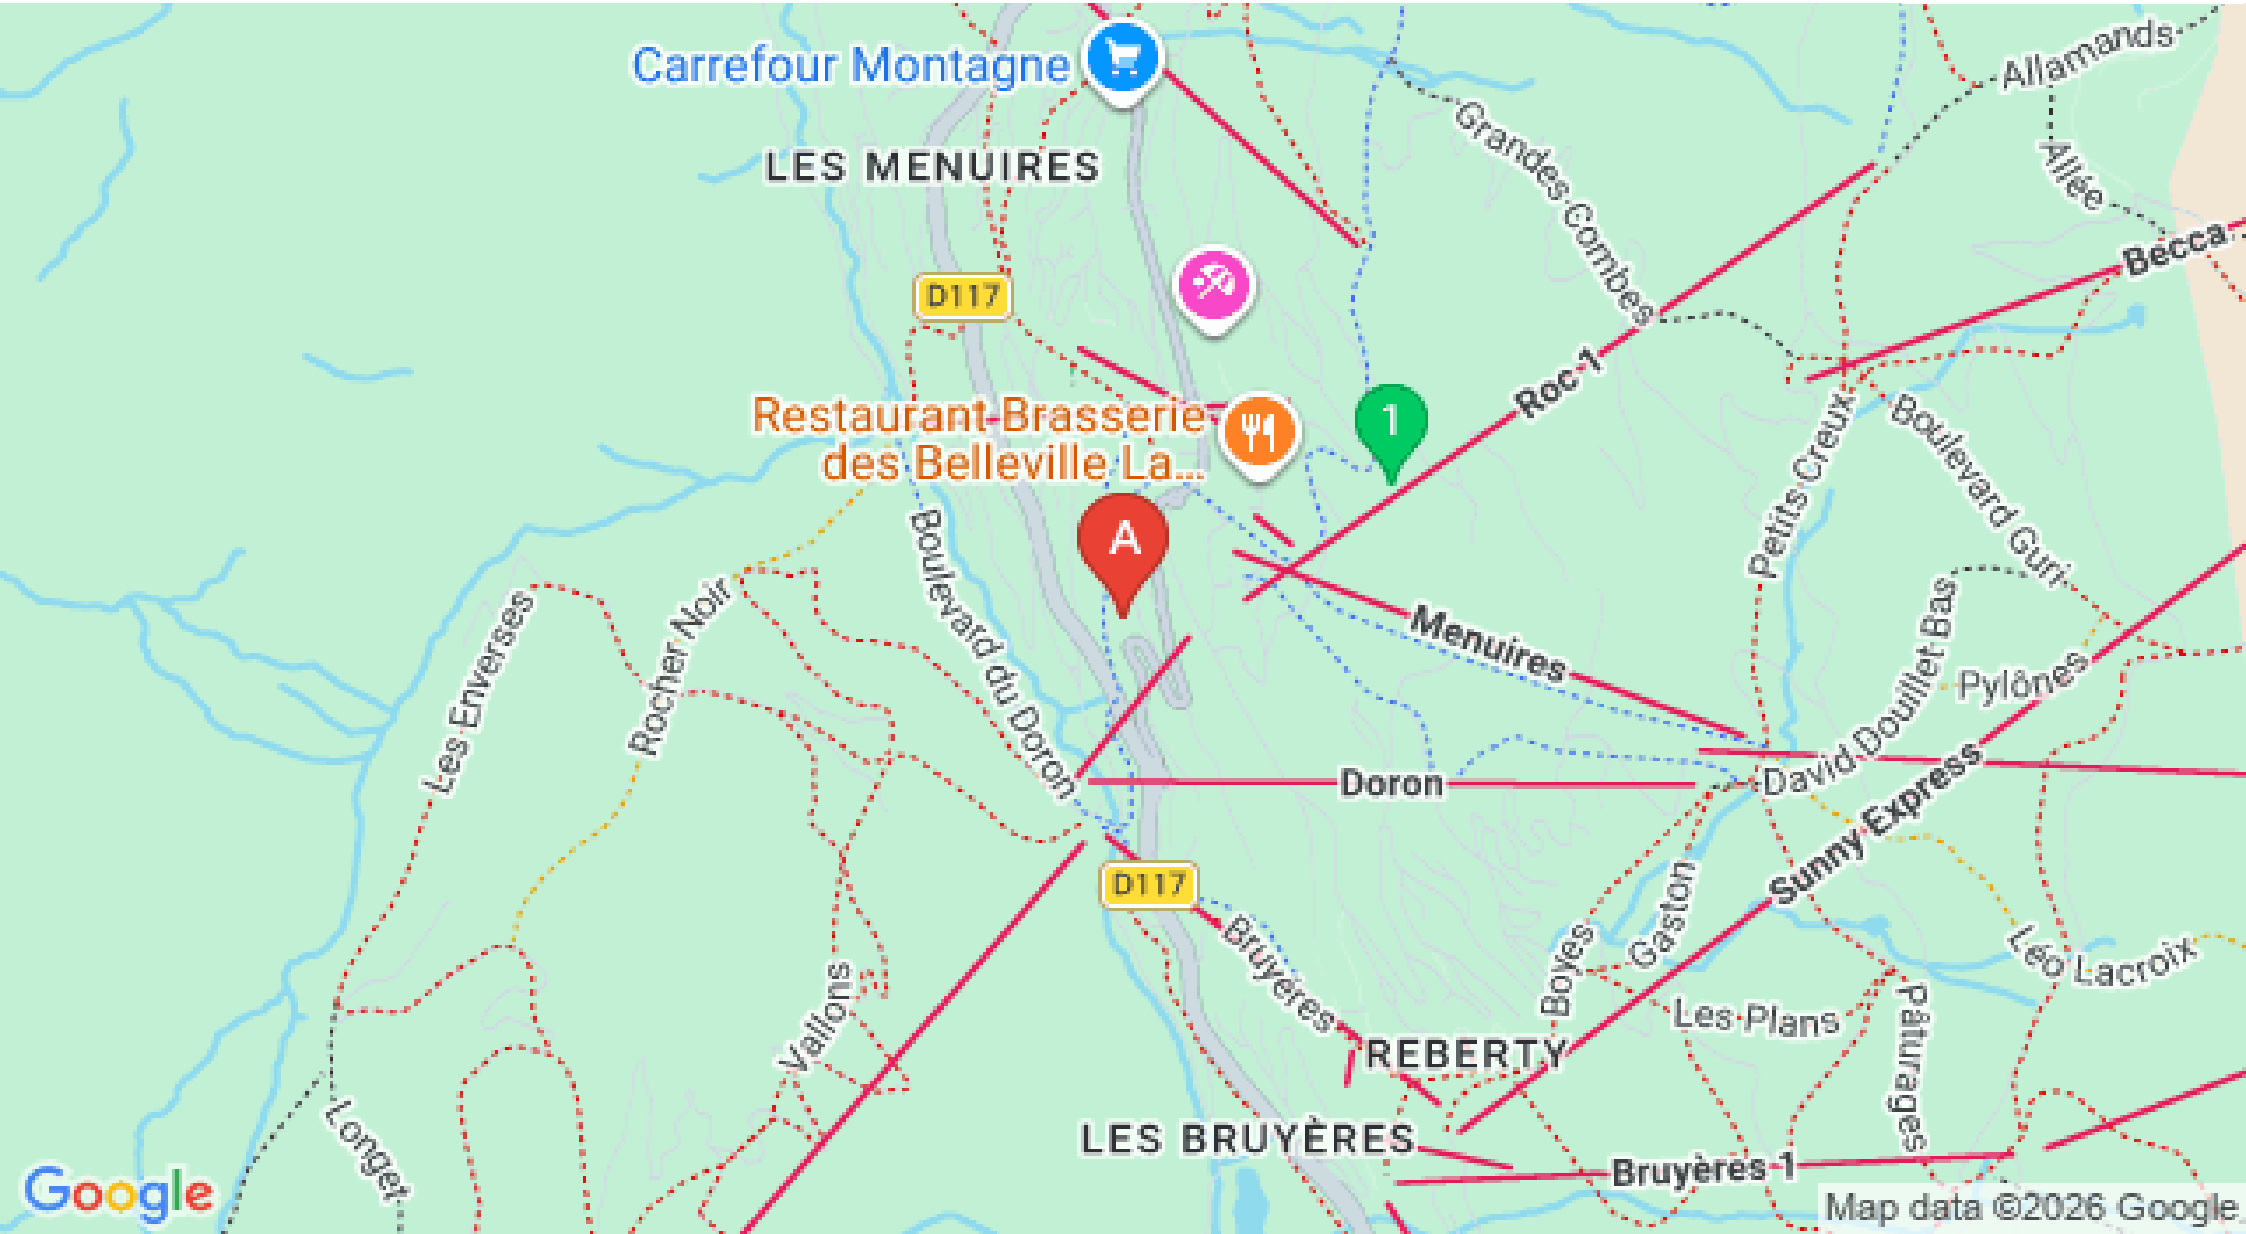 Carrefour Montagne
Allamands
Grandes Combes
Allée
LES MENUIRES
Becca
D117
Roc 1
1
Restaurant Brasserie
des Belleville La...
Boulevard Guri
Petits Creux
A
Boulevard du Doron
Les Enverses
Rocher Noir
Menuires
Pylônes
David Douillet Bas
Doron
Sunny Express
D117
Gaston
Bruyères
Boyes
Léo Lacroix
Vallons
Les Plans
Pâturages
REBERTY
Longet
LES BRUYÈRES
Bruyères 1
Google
Map data ©2026 Google